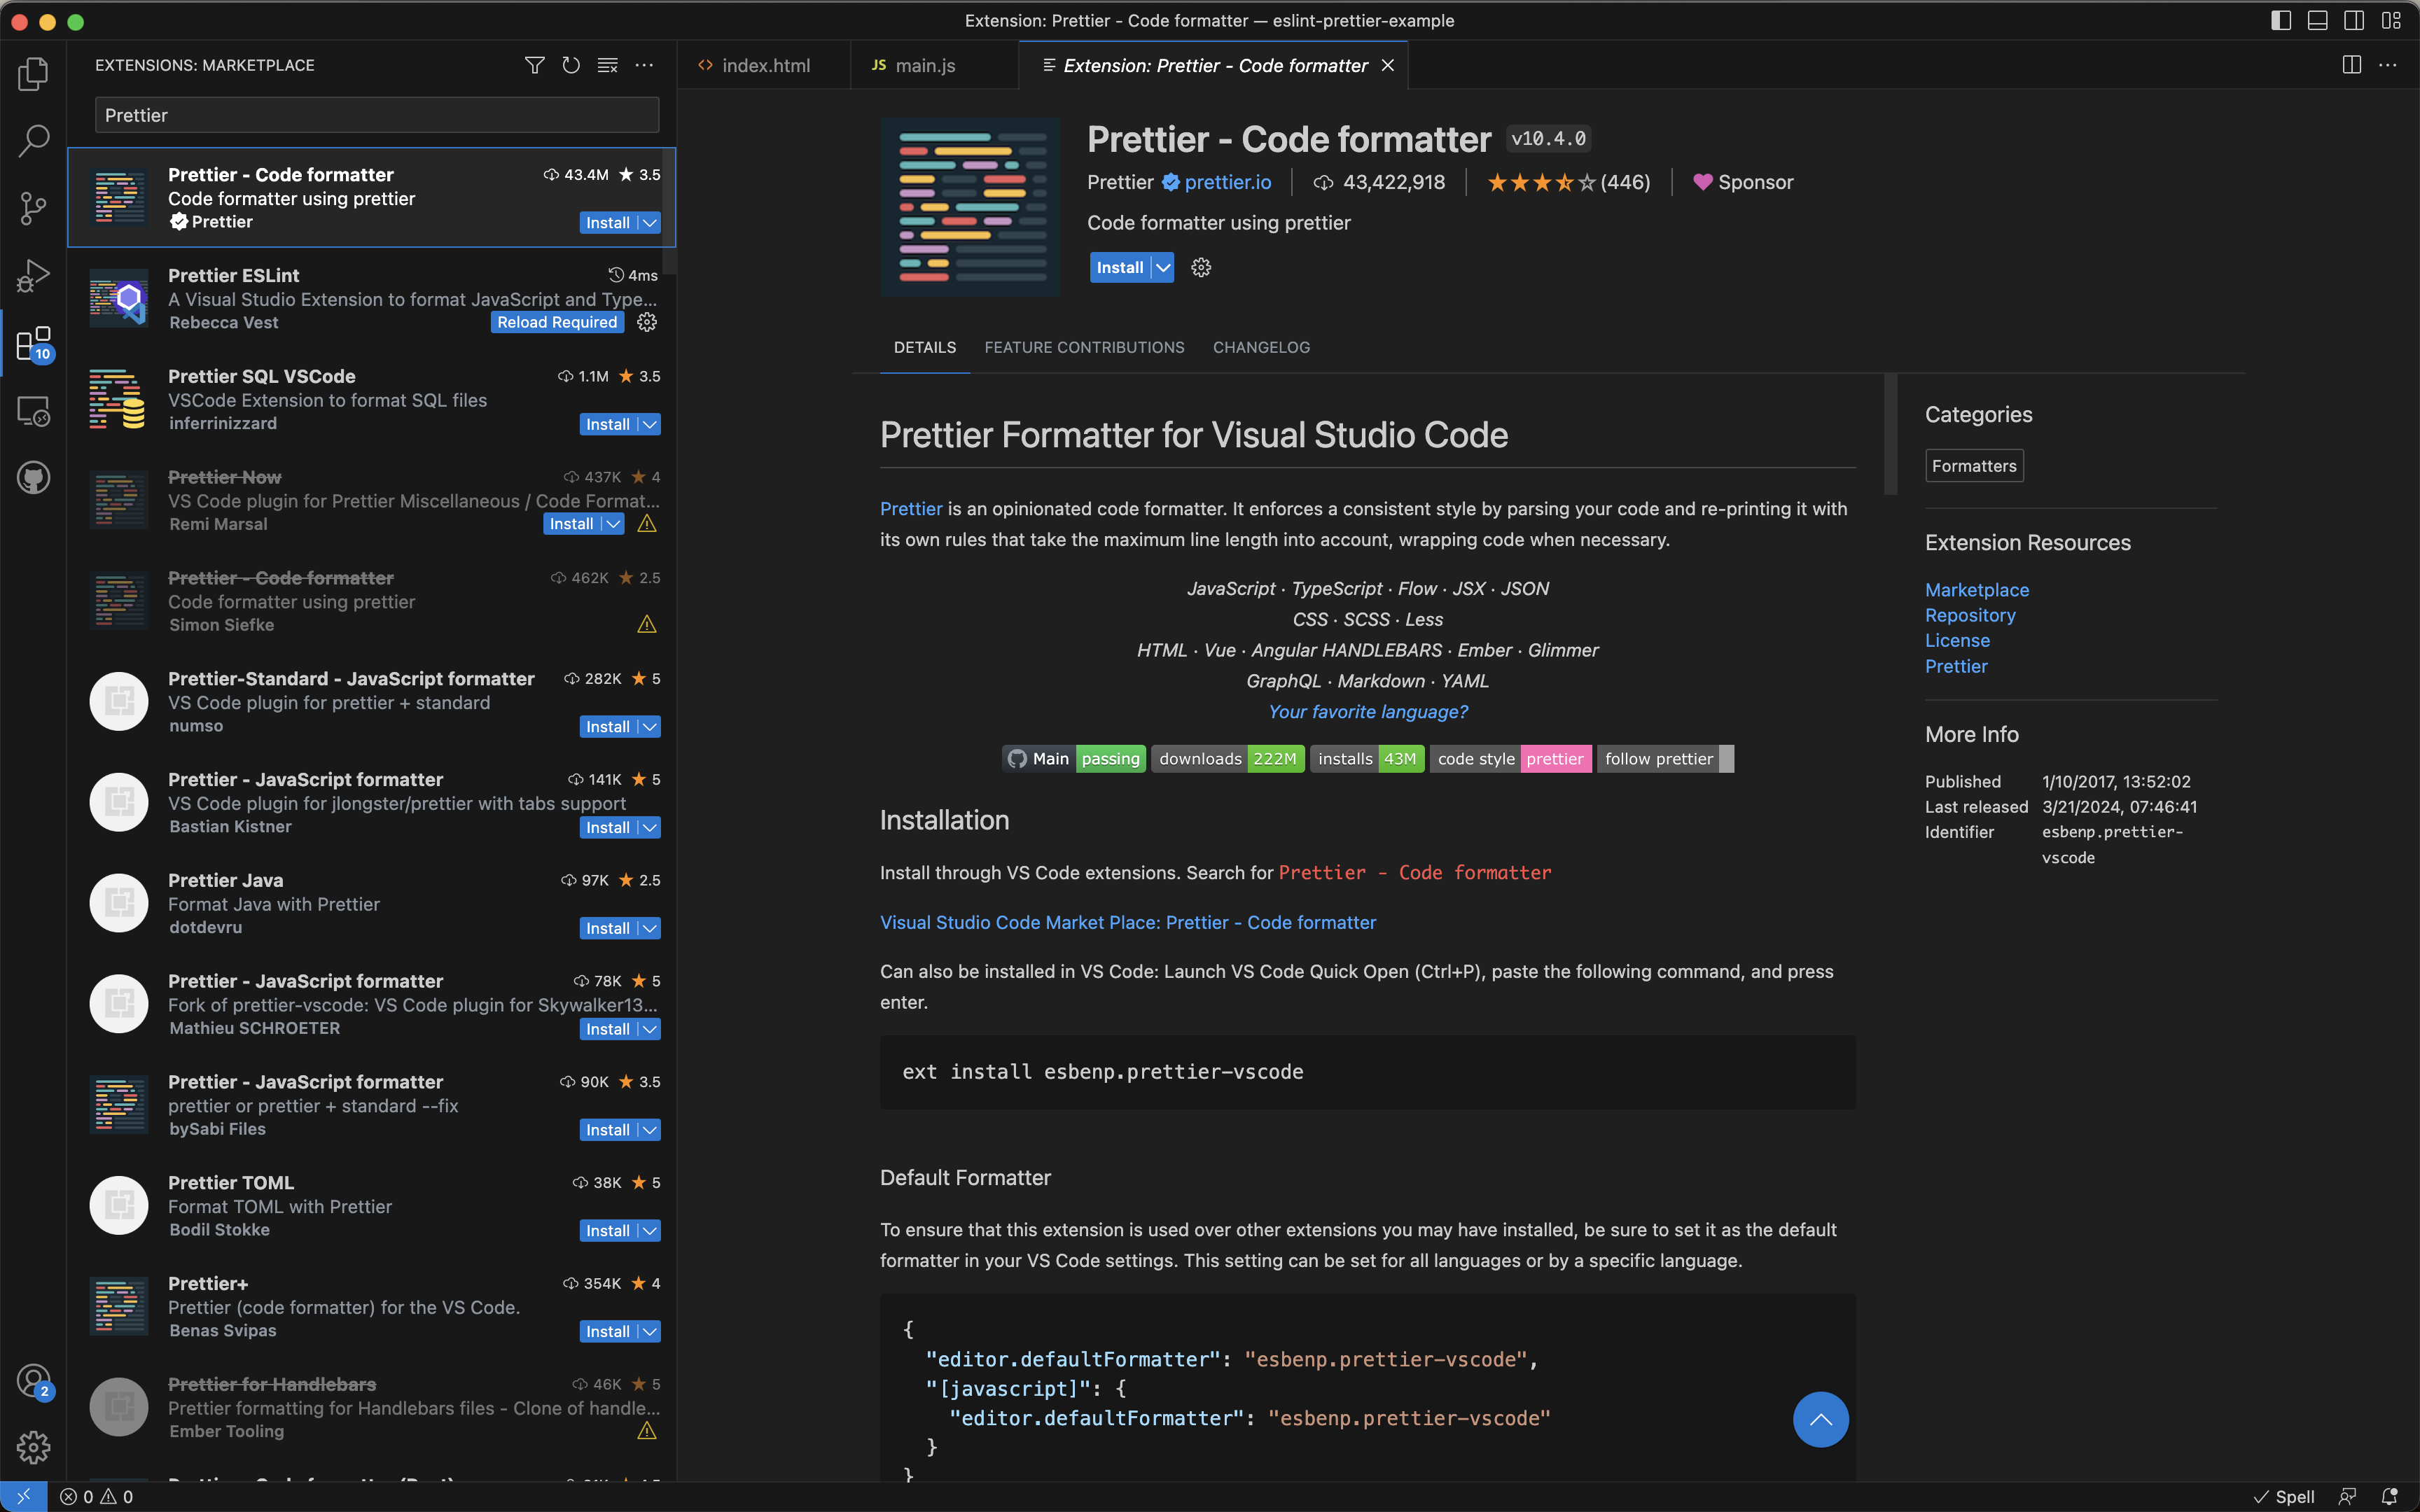 Extension: Prettier - Code formatter — eslint-prettier-example
EXTENSIONS: MARKETPLACE
Prettier
Prettier - Code formatter 43.4M ★ 3.5
Code formatter using prettier
Prettier Install
Prettier ESLint 4ms
A Visual Studio Extension to format JavaScript and Type...
Rebecca Vest Reload Required
Prettier SQL VSCode 1.1M ★ 3.5
VSCode Extension to format SQL files
inferrinizzard Install
Prettier Now 437K ★ 4
VS Code plugin for Prettier Miscellaneous / Code Format...
Remi Marsal Install
Prettier - Code formatter 462K ★ 2.5
Code formatter using prettier
Simon Siefke
Prettier-Standard - JavaScript formatter 282K ★ 5
VS Code plugin for prettier + standard
numso Install
Prettier - JavaScript formatter 141K ★ 5
VS Code plugin for jlongster/prettier with tabs support
Bastian Kistner Install
Prettier Java 97K ★ 2.5
Format Java with Prettier
dotdevru Install
Prettier - JavaScript formatter 78K ★ 5
Fork of prettier-vscode: VS Code plugin for Skywalker13...
Mathieu SCHROETER Install
Prettier - JavaScript formatter 90K ★ 3.5
prettier or prettier + standard --fix
bySabi Files Install
Prettier TOML 38K ★ 5
Format TOML with Prettier
Bodil Stokke Install
Prettier+ 354K ★ 4
Prettier (code formatter) for the VS Code.
Benas Svipas Install
Prettier for Handlebars 46K ★ 5
Prettier formatting for Handlebars files - Clone of handle...
Ember Tooling
10
2
index.html
JS main.js
Extension: Prettier - Code formatter
Prettier - Code formatter v10.4.0
Prettier prettier.io 43,422,918 (446) Sponsor
Code formatter using prettier
Install
DETAILS FEATURE CONTRIBUTIONS CHANGELOG
Prettier Formatter for Visual Studio Code
Prettier is an opinionated code formatter. It enforces a consistent style by parsing your code and re-printing it with
its own rules that take the maximum line length into account, wrapping code when necessary.
JavaScript · TypeScript · Flow · JSX · JSON
CSS · SCSS · Less
HTML · Vue · Angular HANDLEBARS · Ember · Glimmer
GraphQL · Markdown · YAML
Your favorite language?
Main passing downloads 222M installs 43M code style prettier follow prettier
Installation
Install through VS Code extensions. Search for Prettier - Code formatter
Visual Studio Code Market Place: Prettier - Code formatter
Can also be installed in VS Code: Launch VS Code Quick Open (Ctrl+P), paste the following command, and press
enter.
ext install esbenp.prettier-vscode
Default Formatter
To ensure that this extension is used over other extensions you may have installed, be sure to set it as the default
formatter in your VS Code settings. This setting can be set for all languages or by a specific language.
{
"editor.defaultFormatter": "esbenp.prettier-vscode",
"[javascript]": {
"editor.defaultFormatter": "esbenp.prettier-vscode"
}
}
Categories
Formatters
Extension Resources
Marketplace
Repository
License
Prettier
More Info
Published 1/10/2017, 13:52:02
Last released 3/21/2024, 07:46:41
Identifier esbenp.prettier-
vscode
0 0
Spell